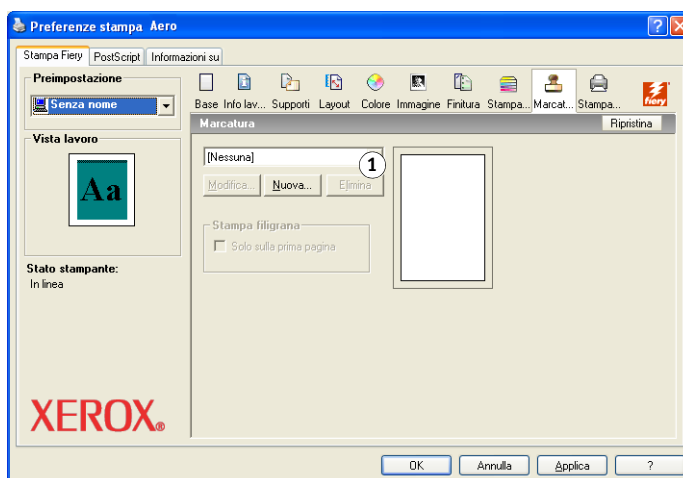 Preferenze stampa Aero
Stampa Fiery PostScript Informazioni su
Preimpostazione
Senza nome
Vista lavoro
Aa
Stato stampante:
In linea
XEROX®
Base Info lav... Supporti Layout Colore Immagine Finitura Stampa... Marcat... Stampa...
fiery
Marcatura Ripristina
[Nessuna]
1
Modifica... Nuova... Elimina
Stampa filigrana
Solo sulla prima pagina
OK Annulla Applica ?